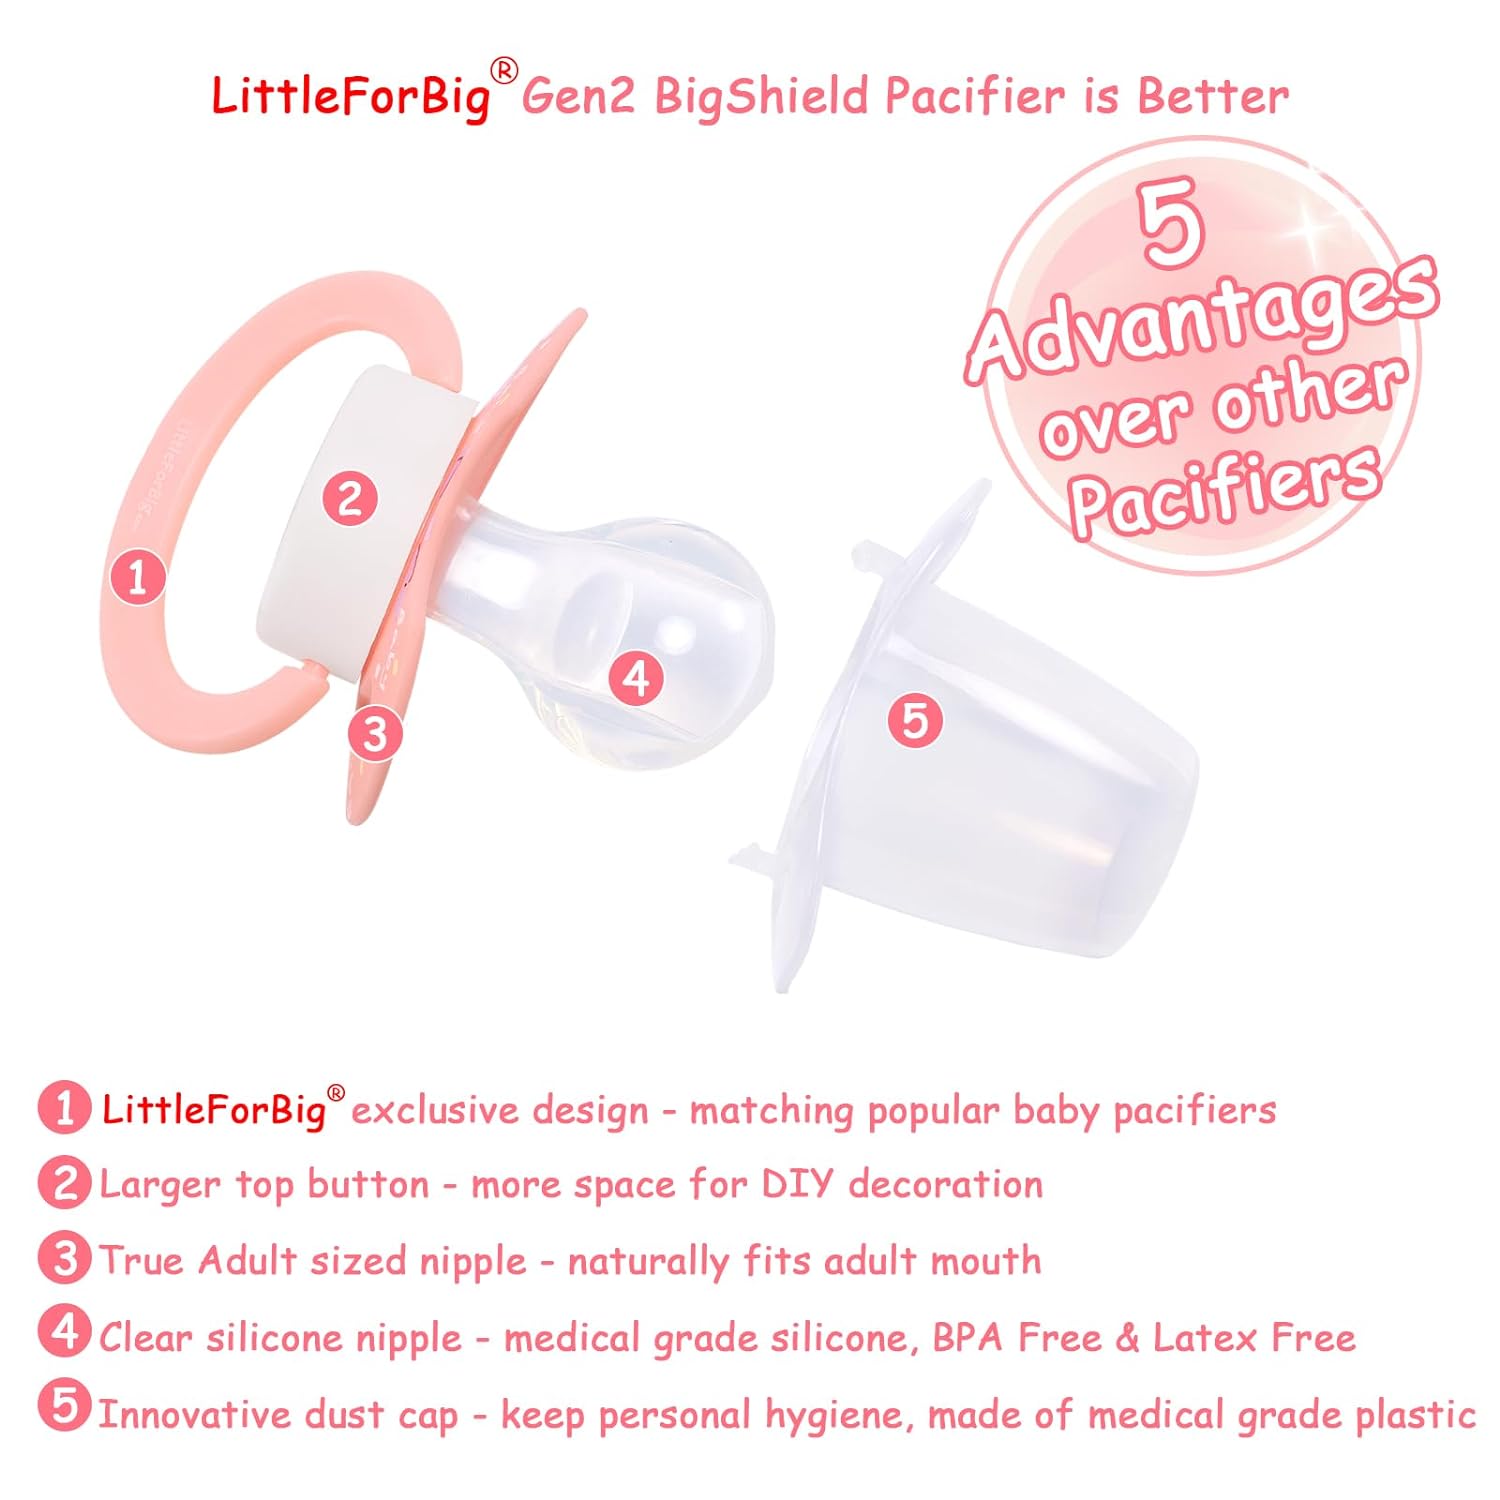 LittleForBig® Gen2 BigShield Pacifier is Better
5
Advantages
over other
Pacifiers
LittleForBig
1
2
3
4
5
1 LittleForBig® exclusive design - matching popular baby pacifiers
2 Larger top button - more space for DIY decoration
3 True Adult sized nipple - naturally fits adult mouth
4 Clear silicone nipple - medical grade silicone, BPA Free & Latex Free
5 Innovative dust cap - keep personal hygiene, made of medical grade plastic